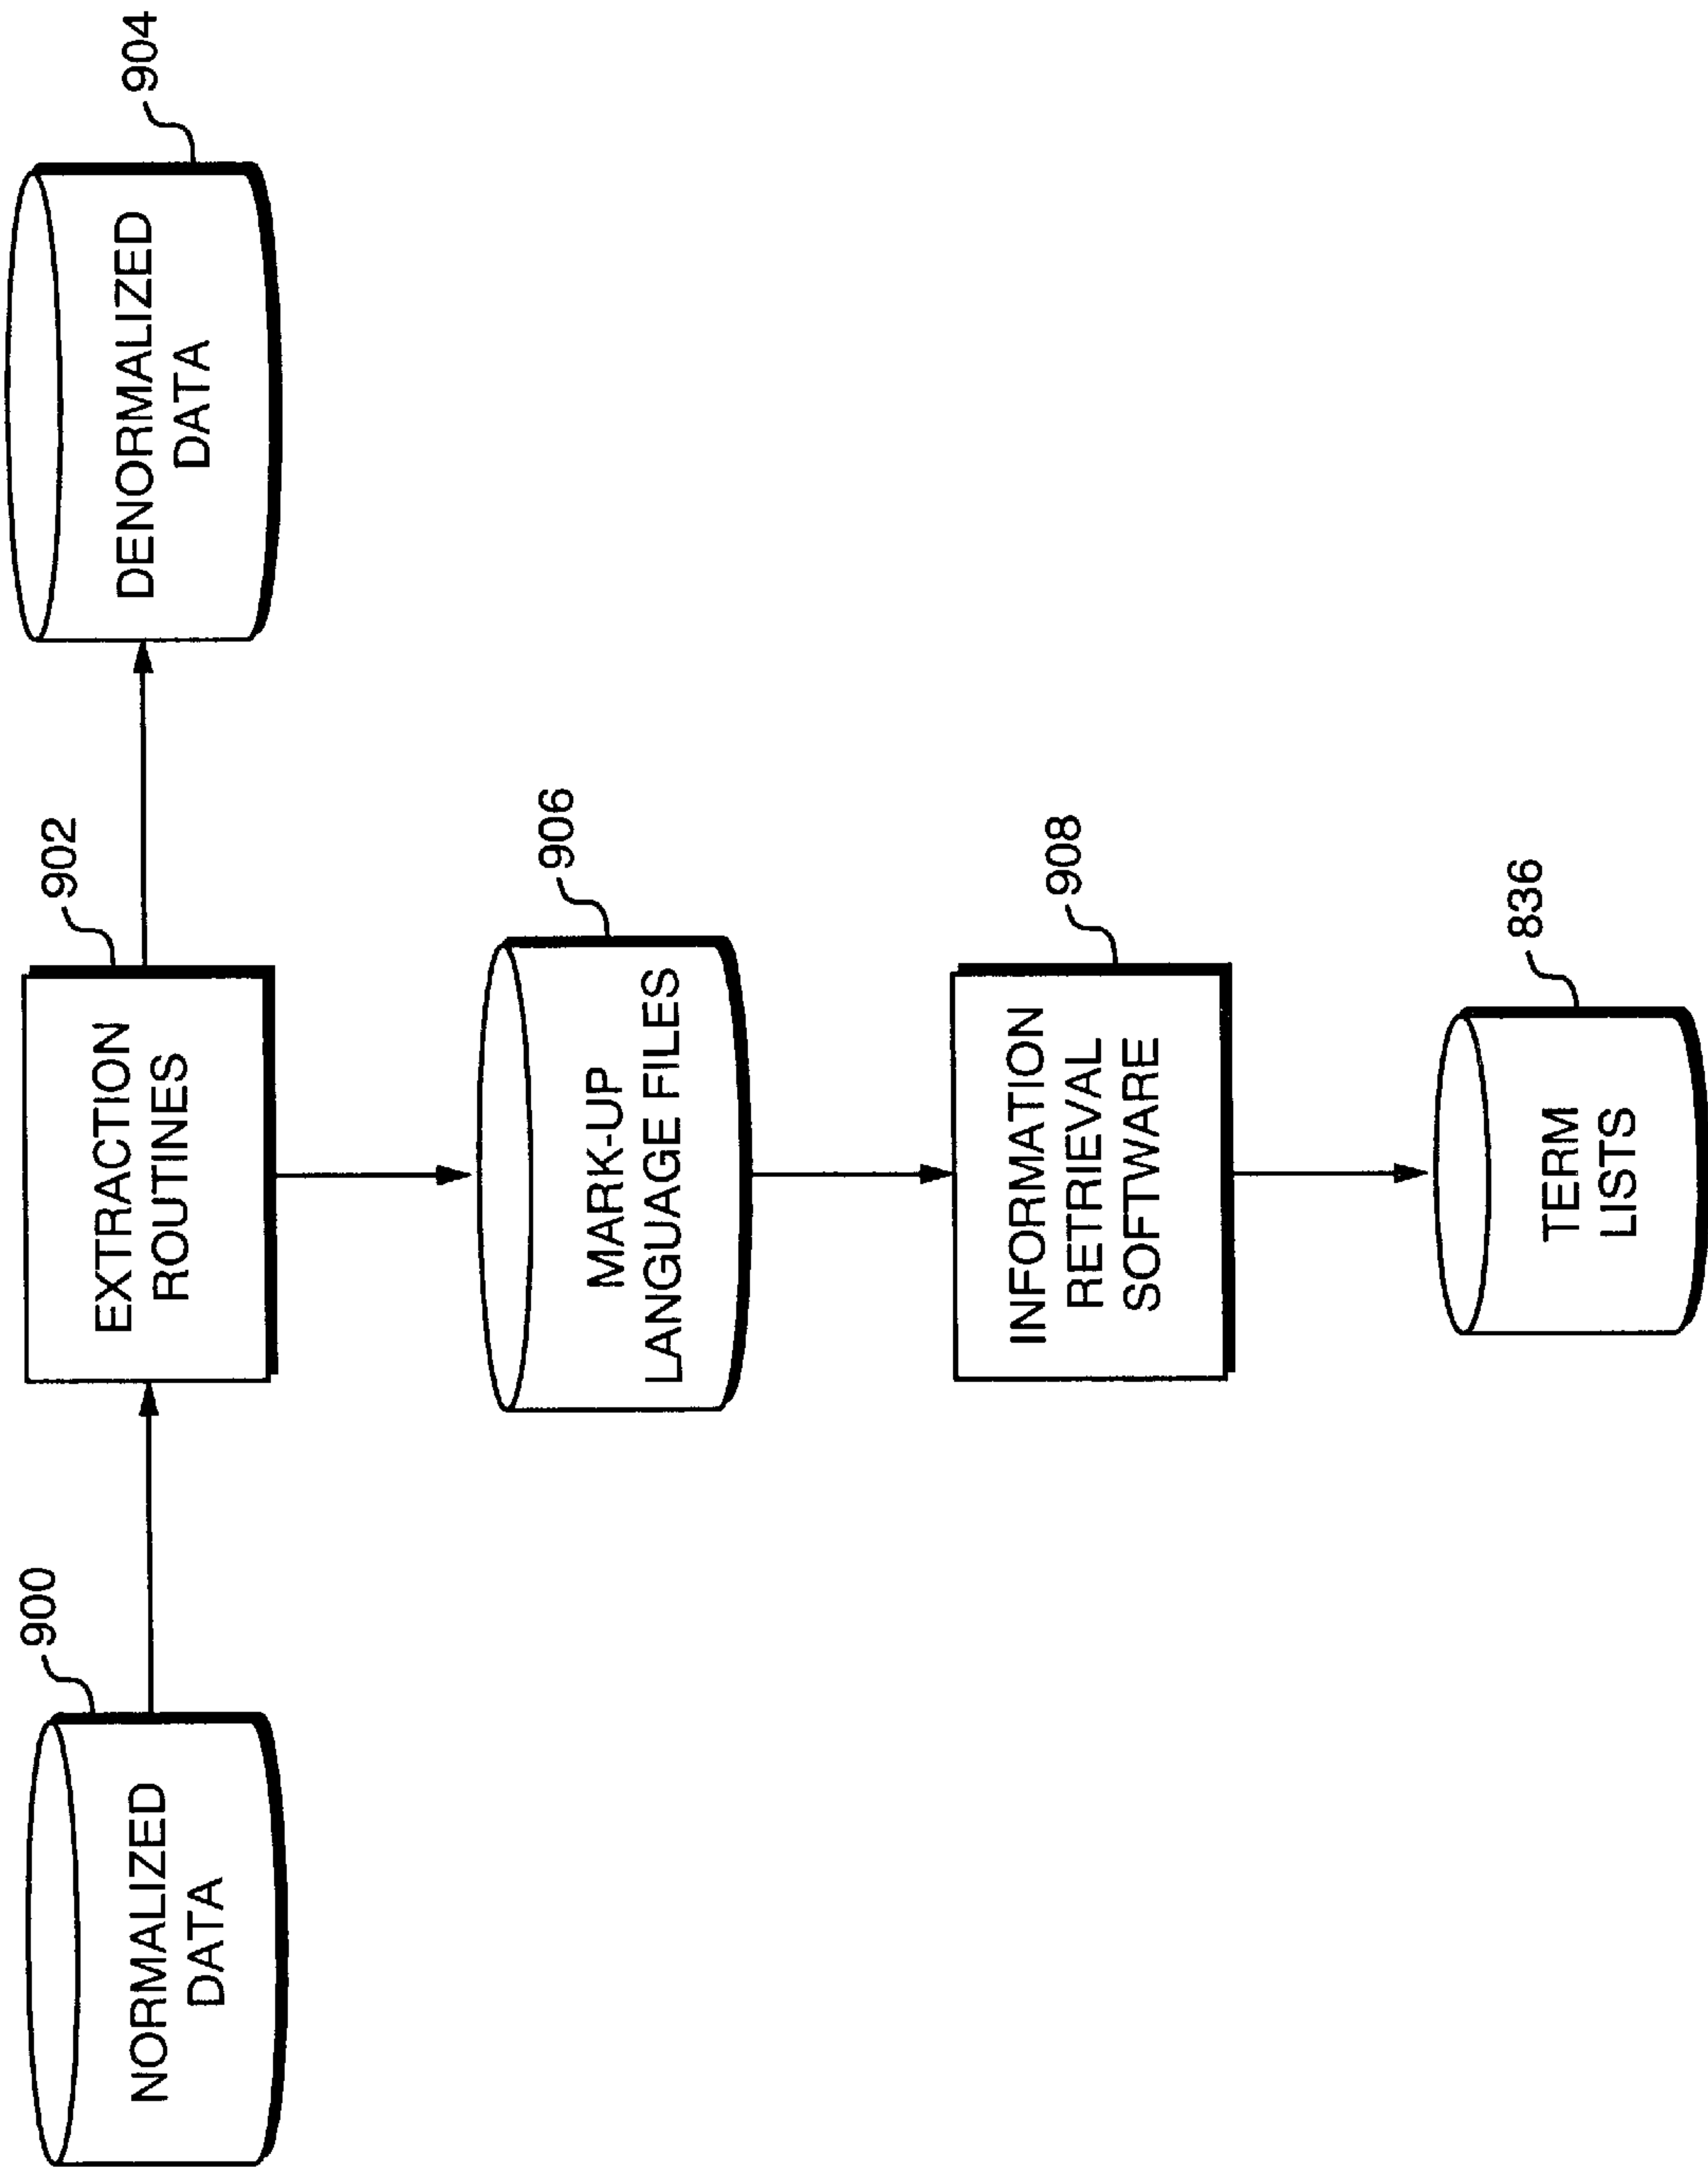 900
NORMALIZED
DATA
902
EXTRACTION
ROUTINES
904
DENORMALIZED
DATA
906
MARK-UP
LANGUAGE FILES
908
INFORMATION
RETRIEVAL
SOFTWARE
836
TERM
LISTS